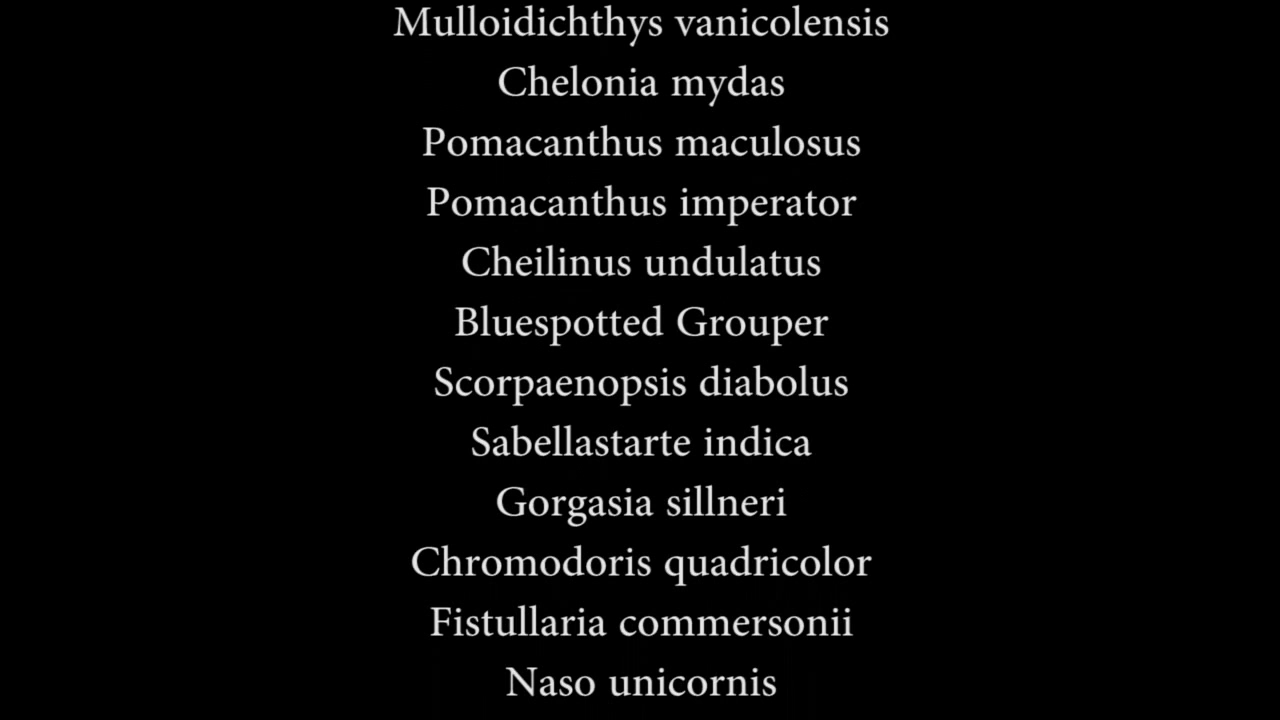 Mulloidichthys vanicolensis
Chelonia mydas
Pomacanthus maculosus
Pomacanthus imperator
Cheilinus undulatus
Bluespotted Grouper
Scorpaenopsis diabolus
Sabellastarte indica
Gorgasia sillneri
Chromodoris quadricolor
Fistullaria commersonii
Naso unicornis